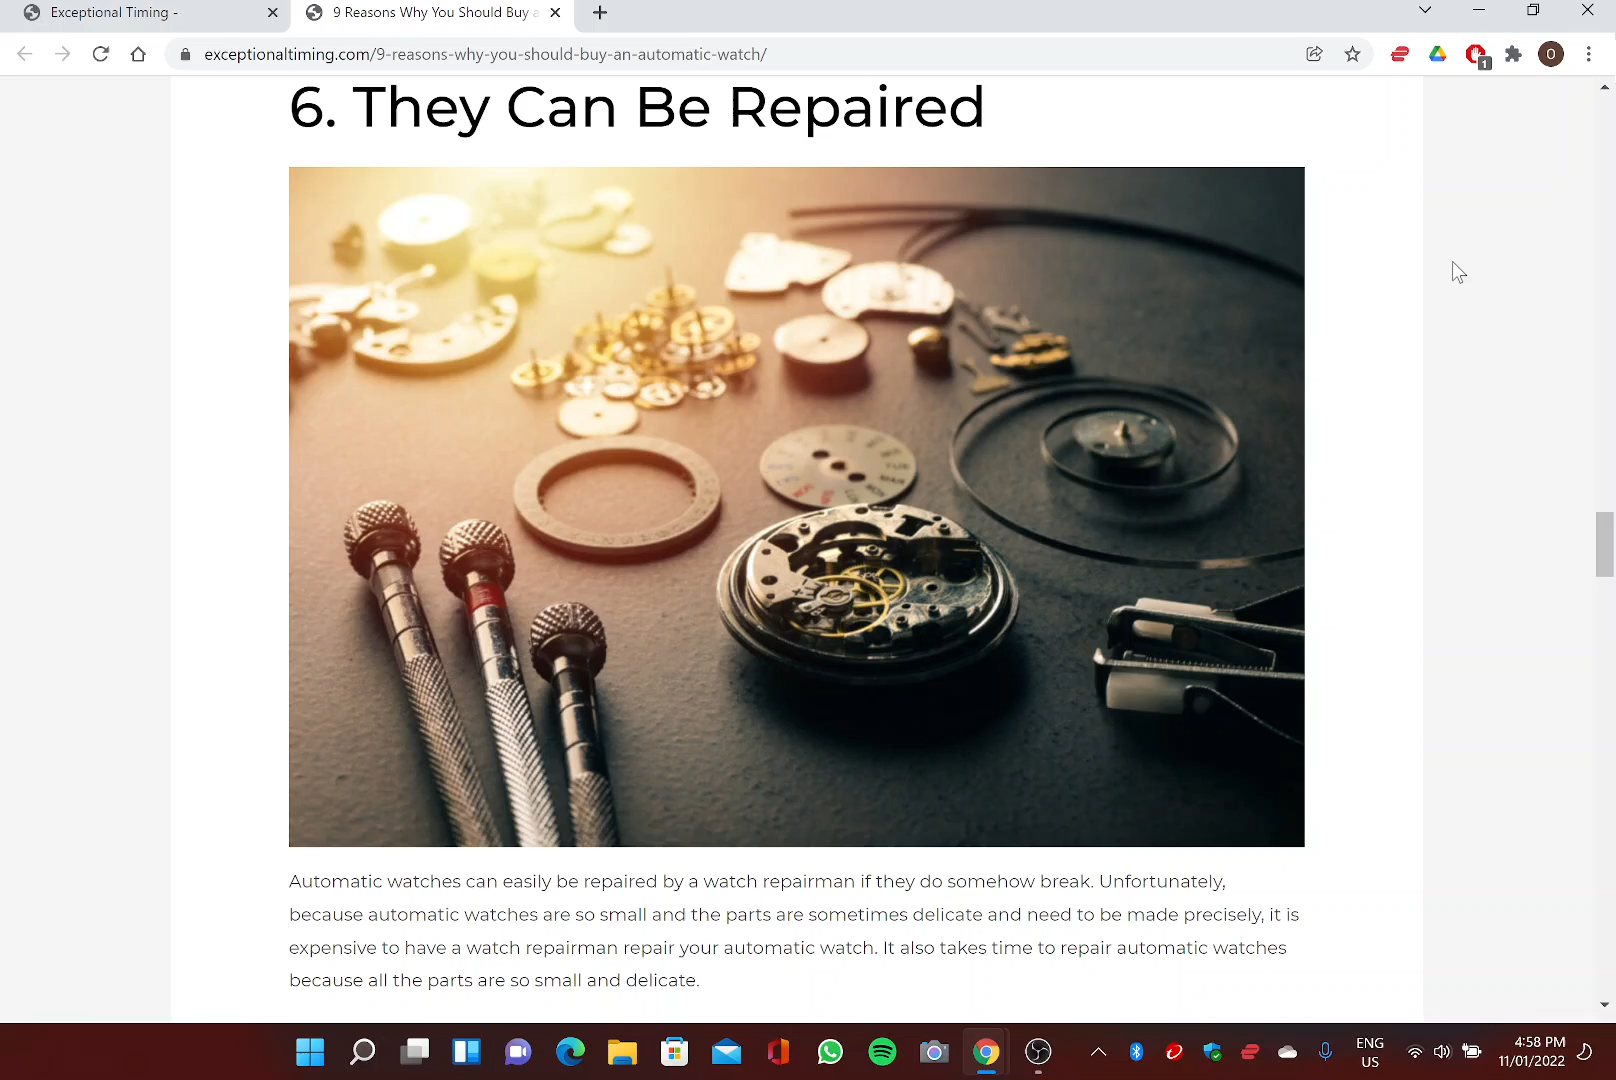 Exceptional Timing -
9 Reasons Why You Should Buy a
exceptionaltiming.com/9-reasons-why-you-should-buy-an-automatic-watch/
1
O
6. They Can Be Repaired
TUE
Automatic watches can easily be repaired by a watch repairman if they do somehow break. Unfortunately,
because automatic watches are so small and the parts are sometimes delicate and need to be made precisely, it is
expensive to have a watch repairman repair your automatic watch. It also takes time to repair automatic watches
because all the parts are so small and delicate.
ENG
US
4:58 PM
11/01/2022